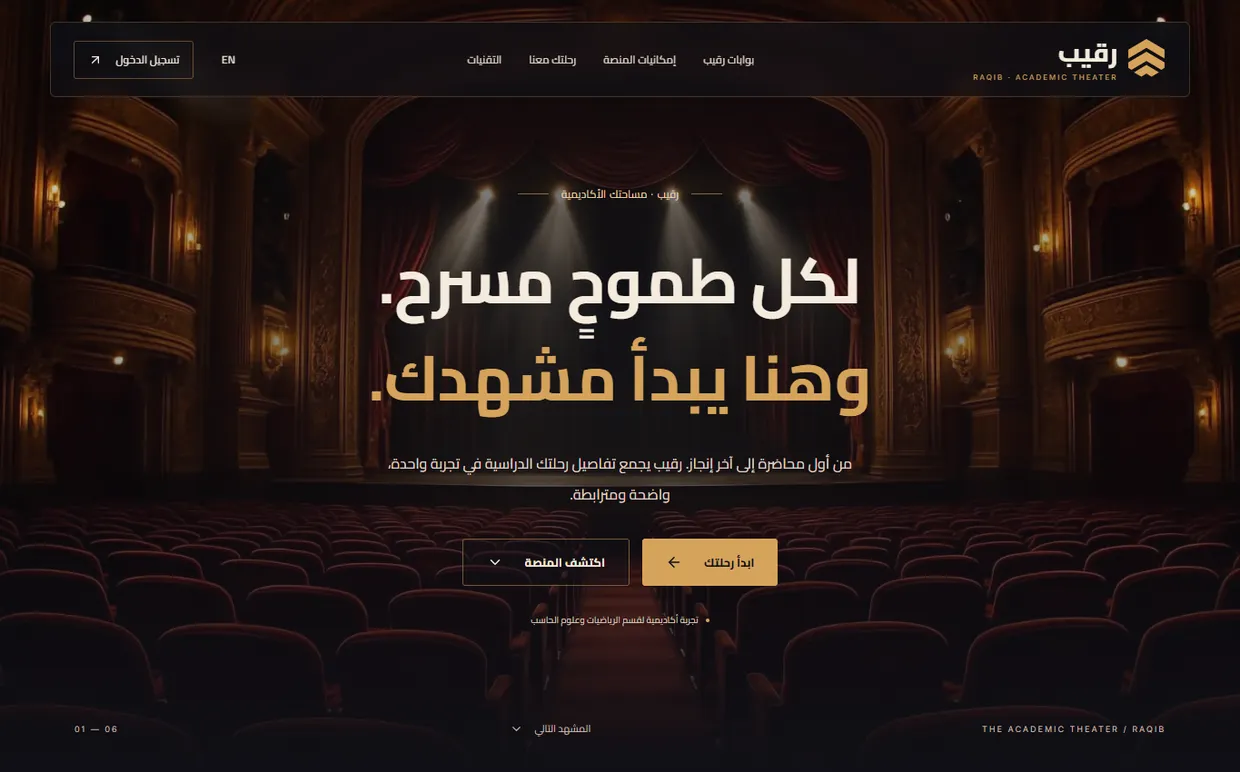 رقيب
RAQIB · ACADEMIC THEATER
بوابات رقيب
إمكانيات المنصة
رحلتك معنا
التقنيات
EN
تسجيل الدخول
رقيب · مساحتك الأكاديمية
لكل طموحٍ مسرح.
وهنا يبدأ مشهدك.
من أول محاضرة إلى آخر إنجاز. رقيب يجمع تفاصيل رحلتك الدراسية في تجربة واحدة،
واضحة ومترابطة.
ابدأ رحلتك
اكتشف المنصة
تجربة أكاديمية لقسم الرياضيات وعلوم الحاسب
THE ACADEMIC THEATER / RAQIB
المشهد التالي
01 — 06